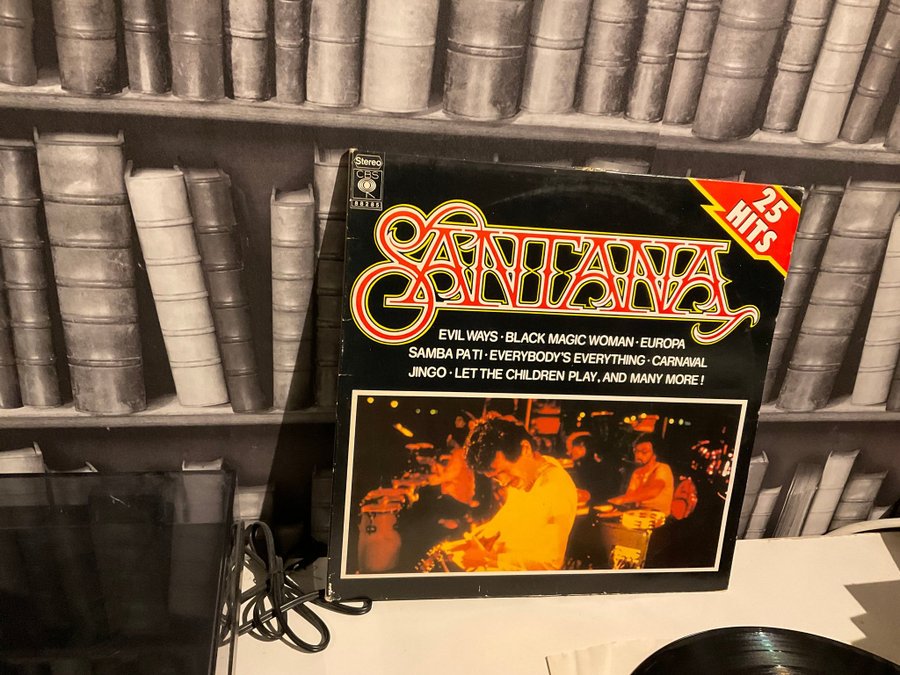 Stereo
CBS
88285
25
HITS
SANTANA
EVIL WAYS · BLACK MAGIC WOMAN · EUROPA
SAMBA PA TI · EVERYBODY'S EVERYTHING · CARNAVAL
JINGO · LET THE CHILDREN PLAY, AND MANY MORE!